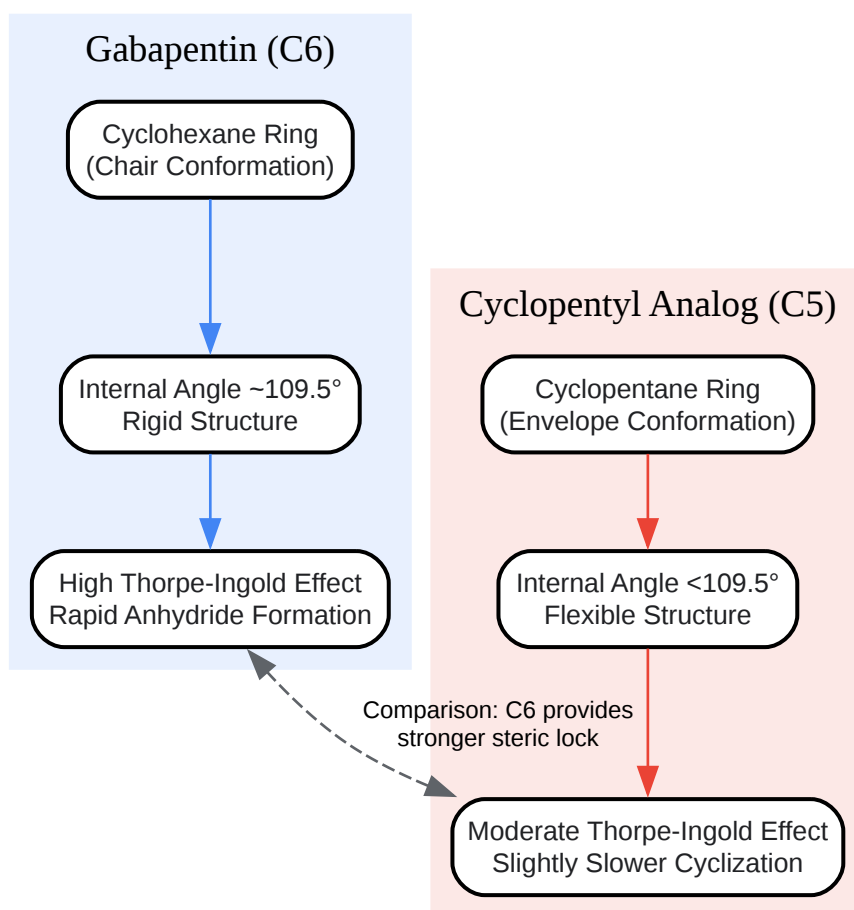 Gabapentin (C6)
Cyclohexane Ring
(Chair Conformation)
Internal Angle ~109.5°
Rigid Structure
High Thorpe-Ingold Effect
Rapid Anhydride Formation
Cyclopentyl Analog (C5)
Cyclopentane Ring
(Envelope Conformation)
Internal Angle <109.5°
Flexible Structure
Comparison: C6 provides
stronger steric lock
Moderate Thorpe-Ingold Effect
Slightly Slower Cyclization